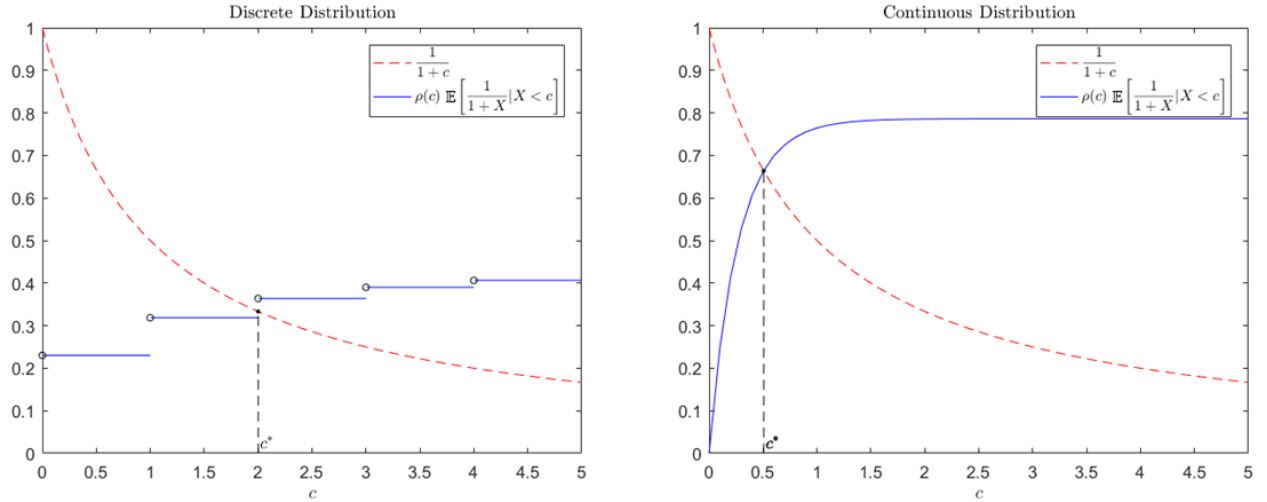 Discrete Distribution
1
0.9
0.8
0.7
0.6
0.5
0.4
0.3
0.2
0.1
0
1/(1 + c)
ρ(c) 𝔼[1/(1 + X)|X < c]
c*
0 0.5 1 1.5 2 2.5 3 3.5 4 4.5 5
c
Continuous Distribution
1
0.9
0.8
0.7
0.6
0.5
0.4
0.3
0.2
0.1
0
1/(1 + c)
ρ(c) 𝔼[1/(1 + X)|X < c]
c*
0 0.5 1 1.5 2 2.5 3 3.5 4 4.5 5
c